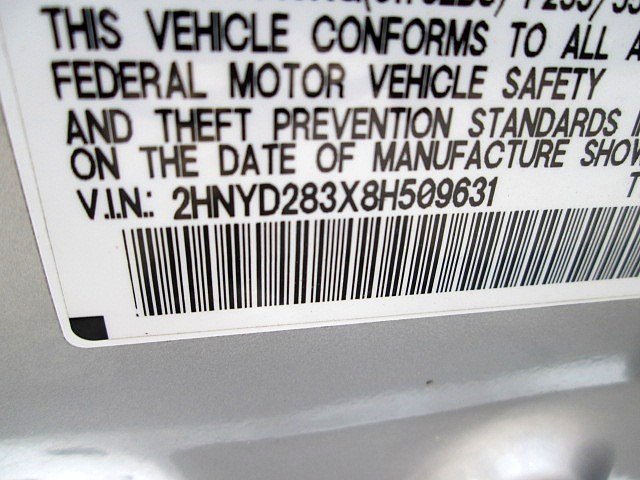 THIS VEHICLE CONFORMS TO ALL A
FEDERAL MOTOR VEHICLE SAFETY
AND THEFT PREVENTION STANDARDS I
ON THE DATE OF MANUFACTURE SHOW
V.I.N.: 2HNYD283X8H509631 T